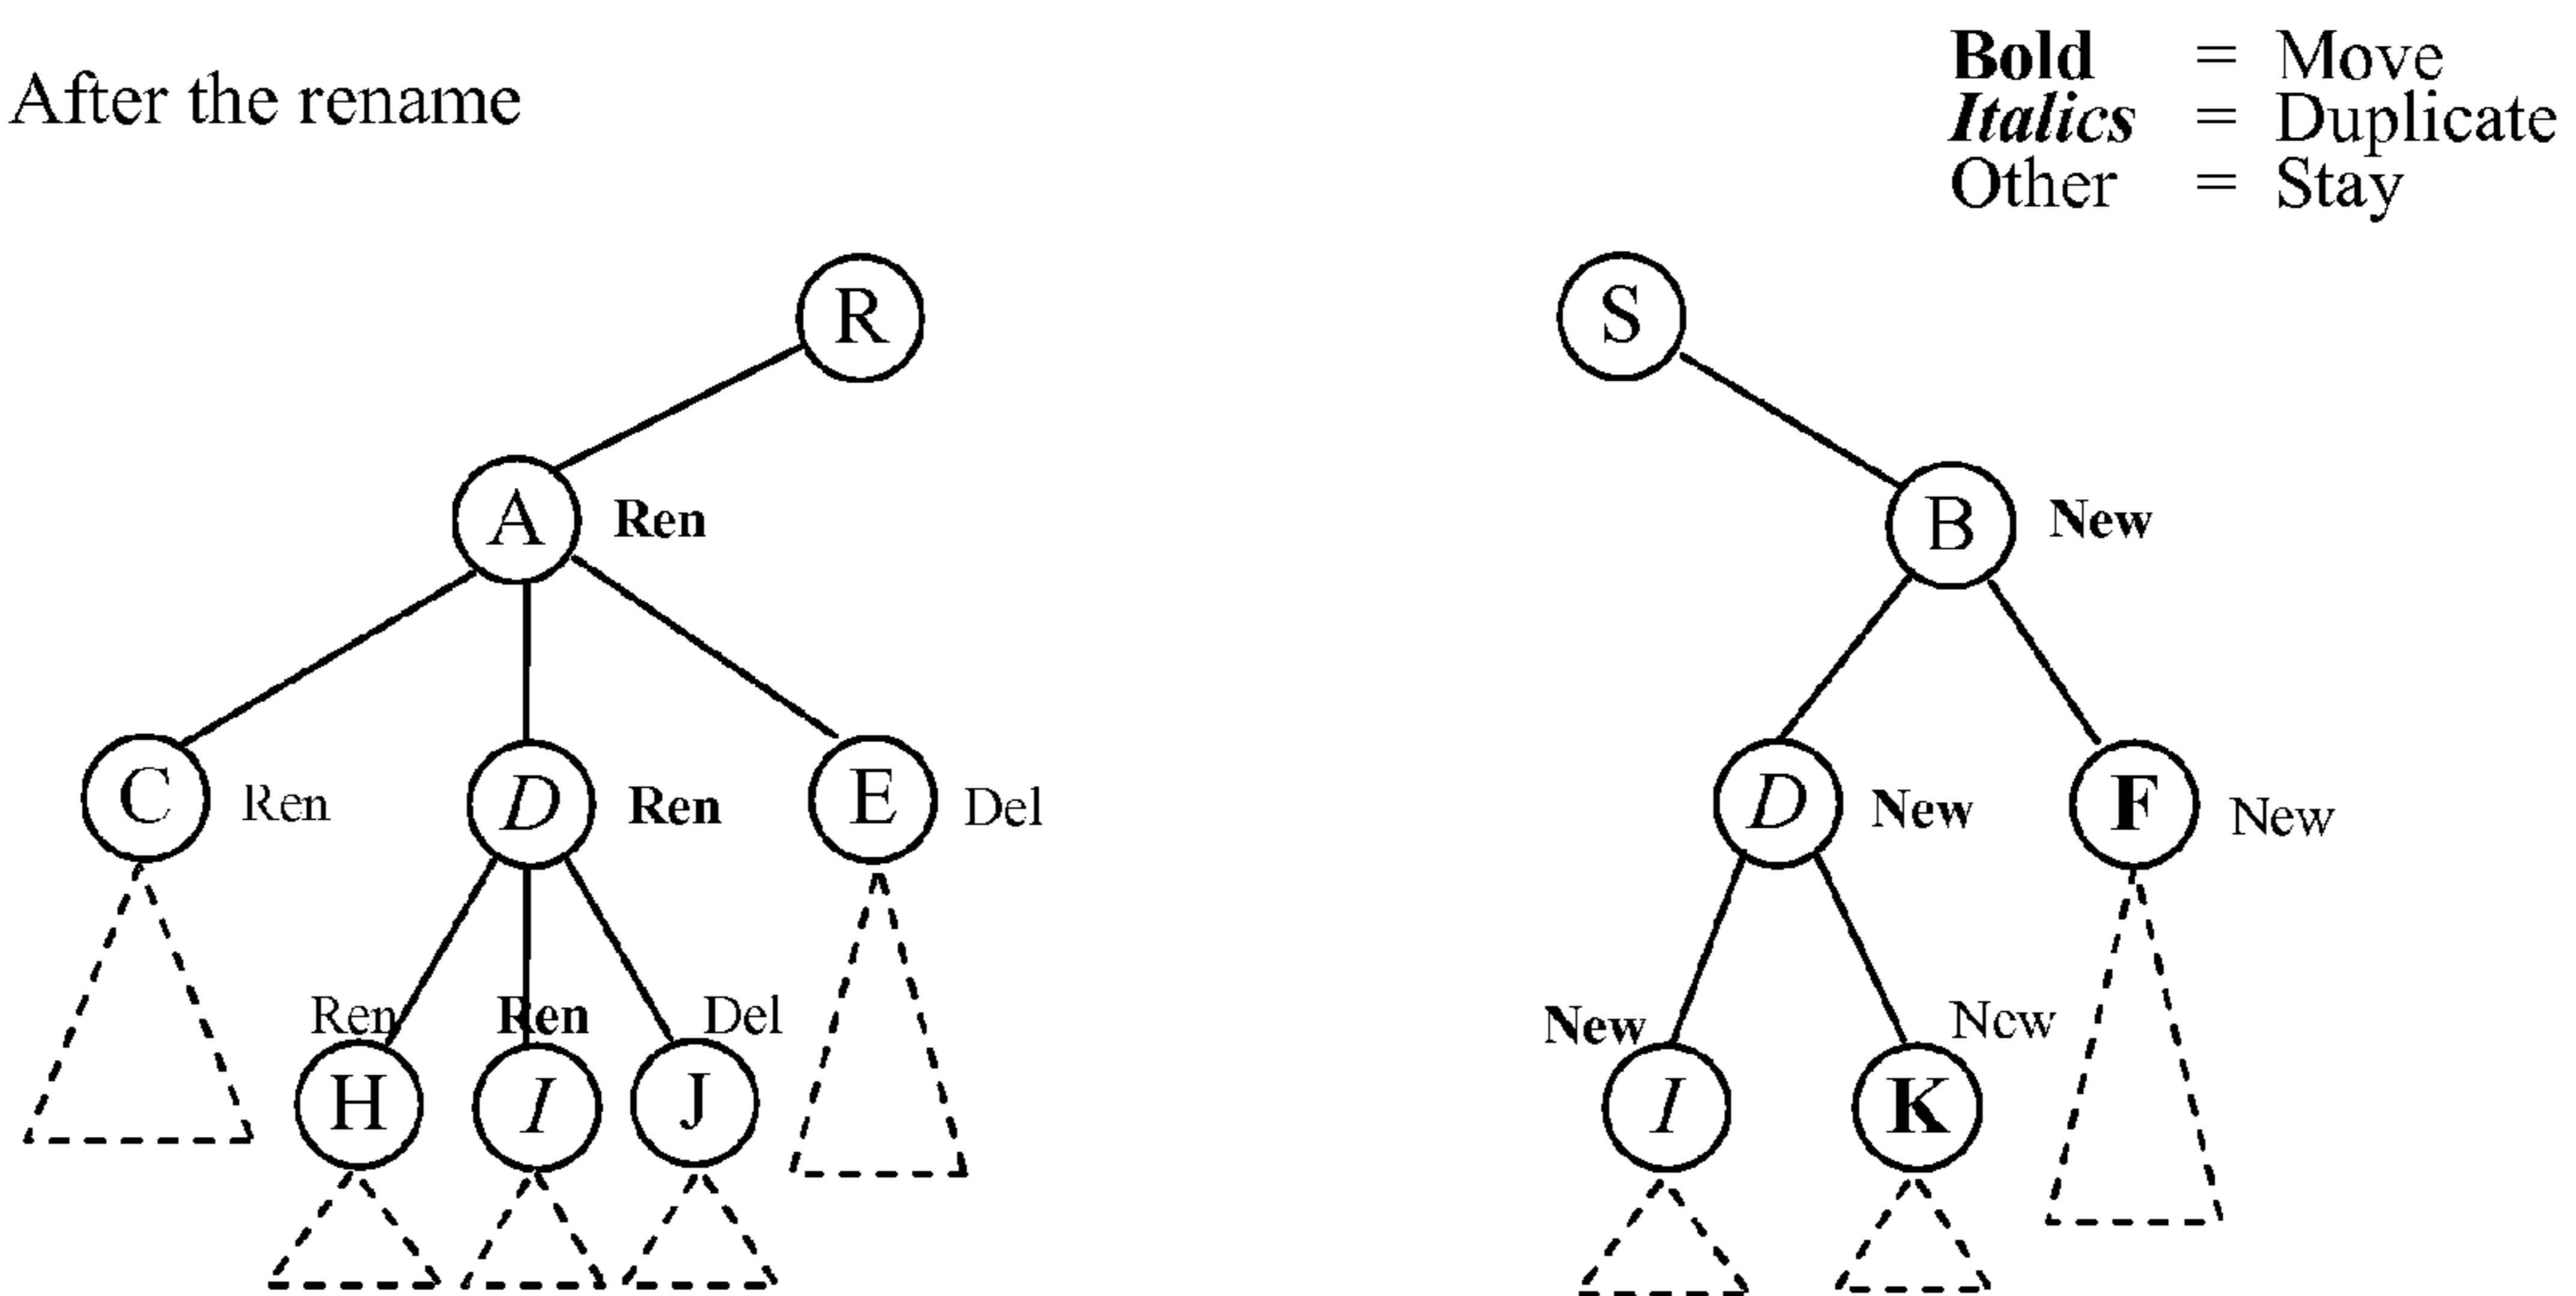 After the rename
Bold = Move
Italics = Duplicate
Other = Stay
R
S
A Ren
B New
C Ren
D Ren
E Del
D New
F New
Ren Ren Del
New New
H I J
I K